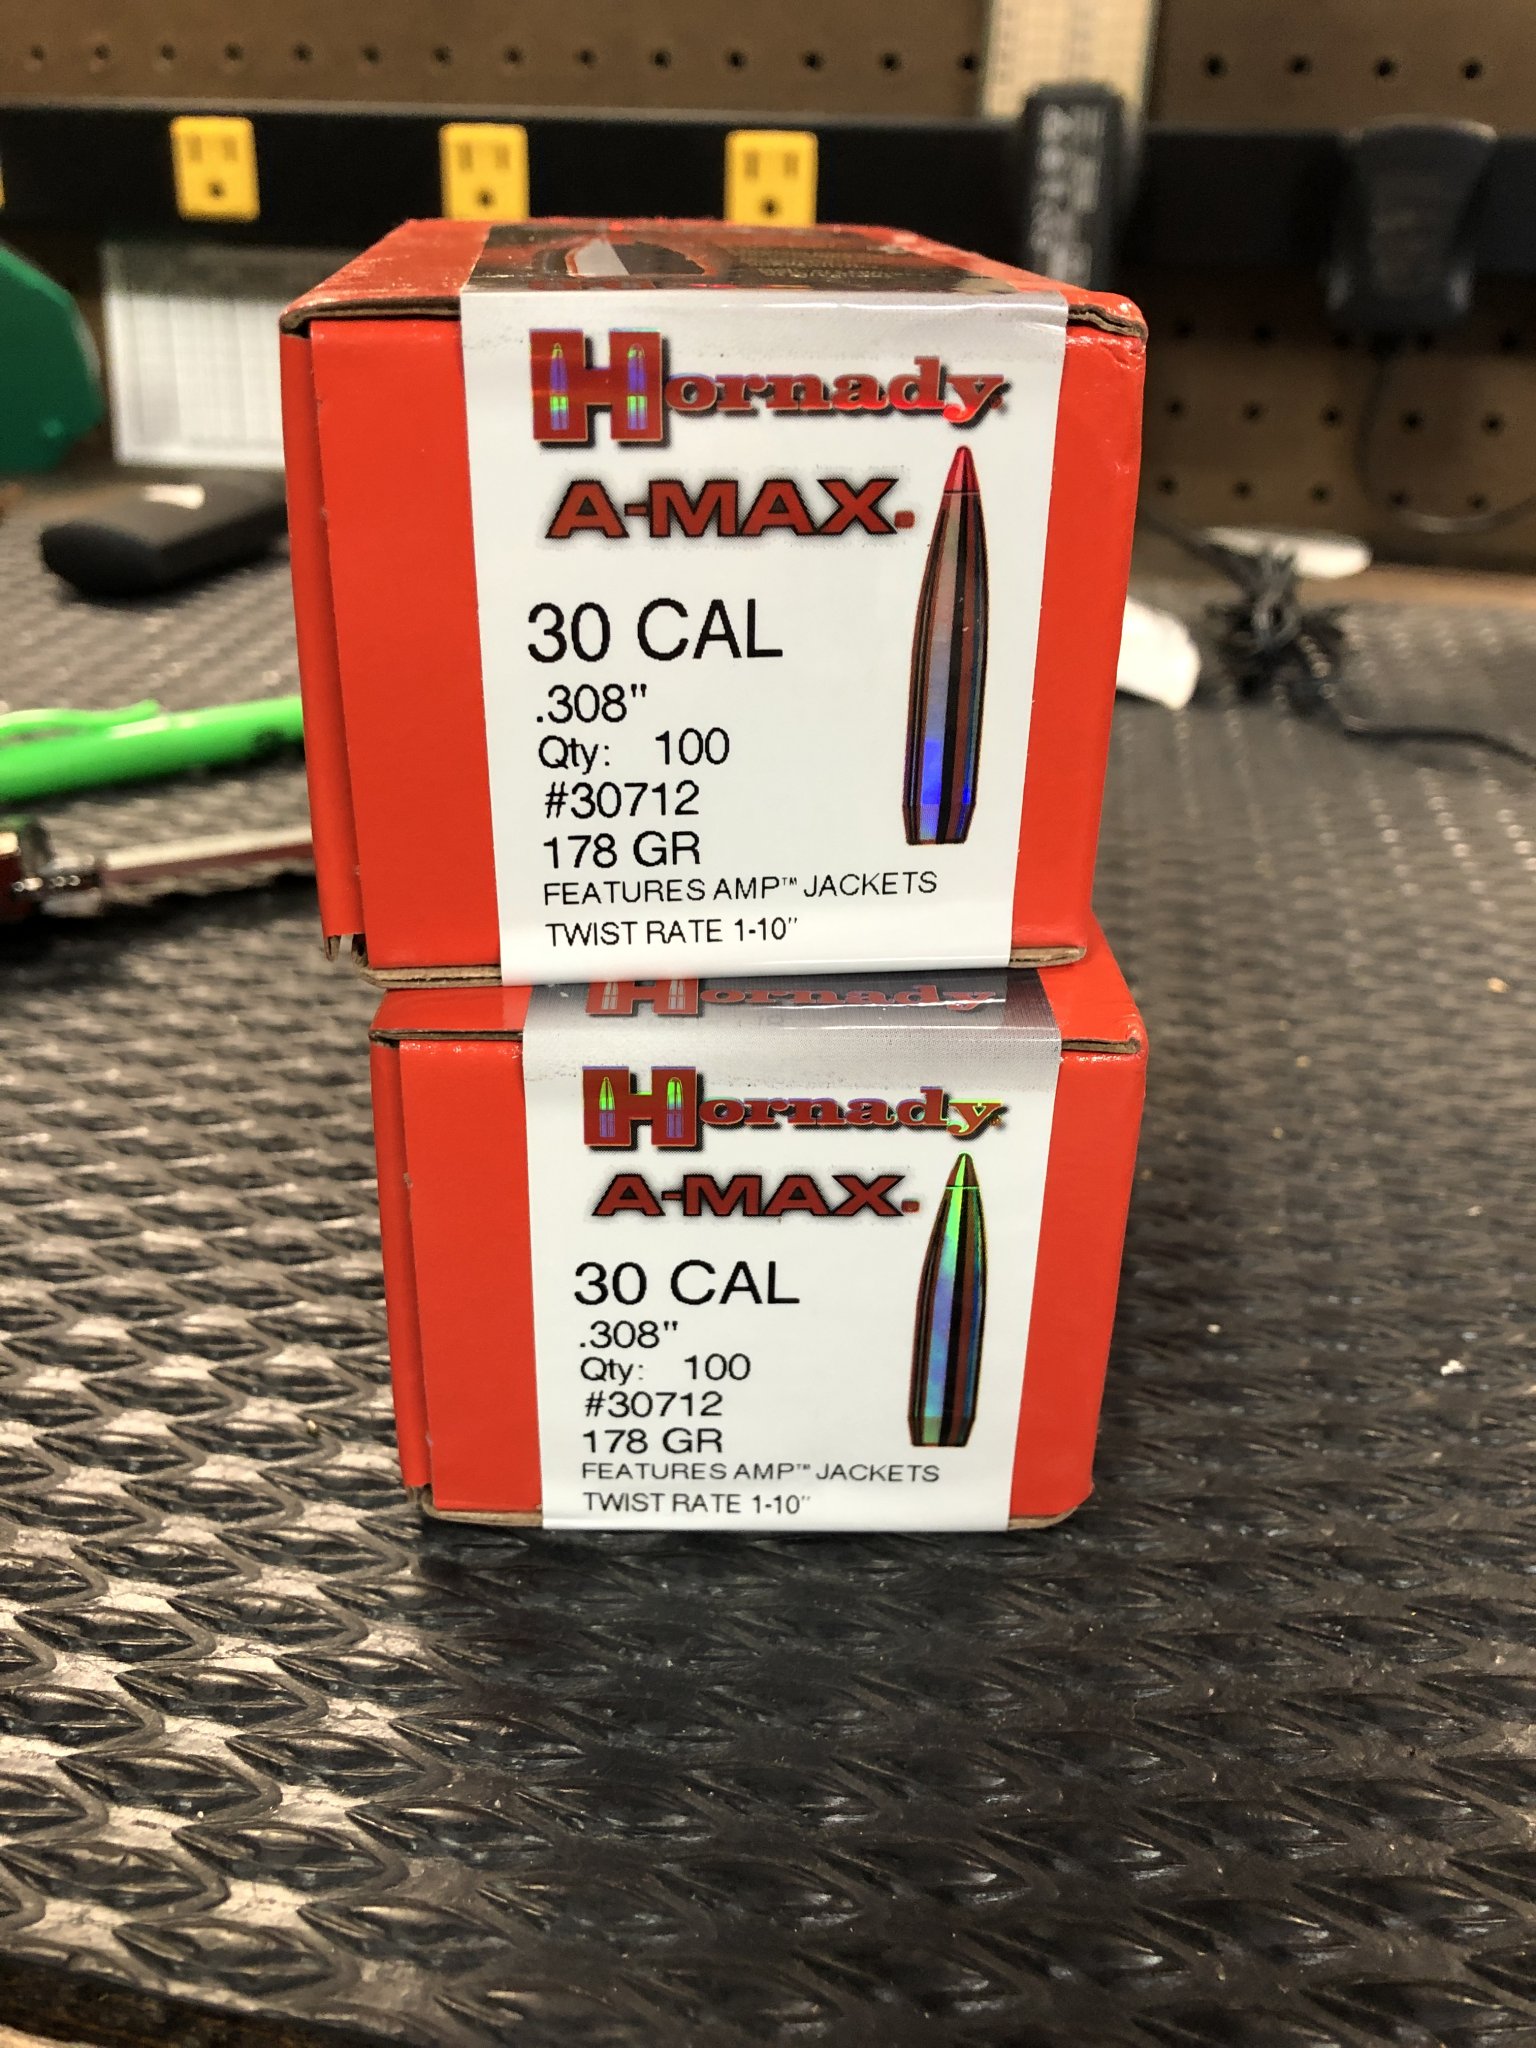 Hornady
A-MAX.
30 CAL
.308"
Qty: 100
#30712
178 GR
FEATURES AMP™ JACKETS
TWIST RATE 1-10"
Hornady
Hornady
A-MAX.
30 CAL
.308"
Qty: 100
#30712
178 GR
FEATURES AMP™ JACKETS
TWIST RATE 1-10"